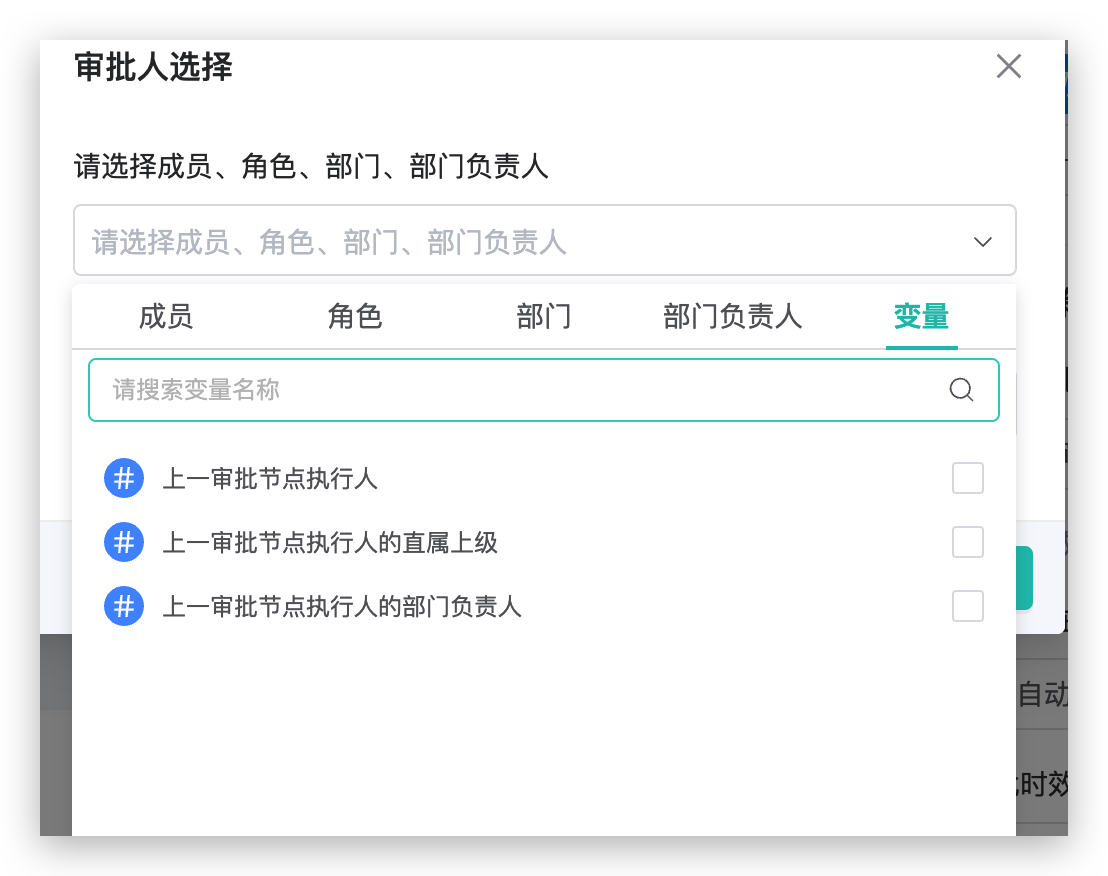 审批人选择
请选择成员、角色、部门、部门负责人
请选择成员、角色、部门、部门负责人
成员 角色 部门 部门负责人 变量
请搜索变量名称
# 上一审批节点执行人
# 上一审批节点执行人的直属上级
# 上一审批节点执行人的部门负责人
自动
时效